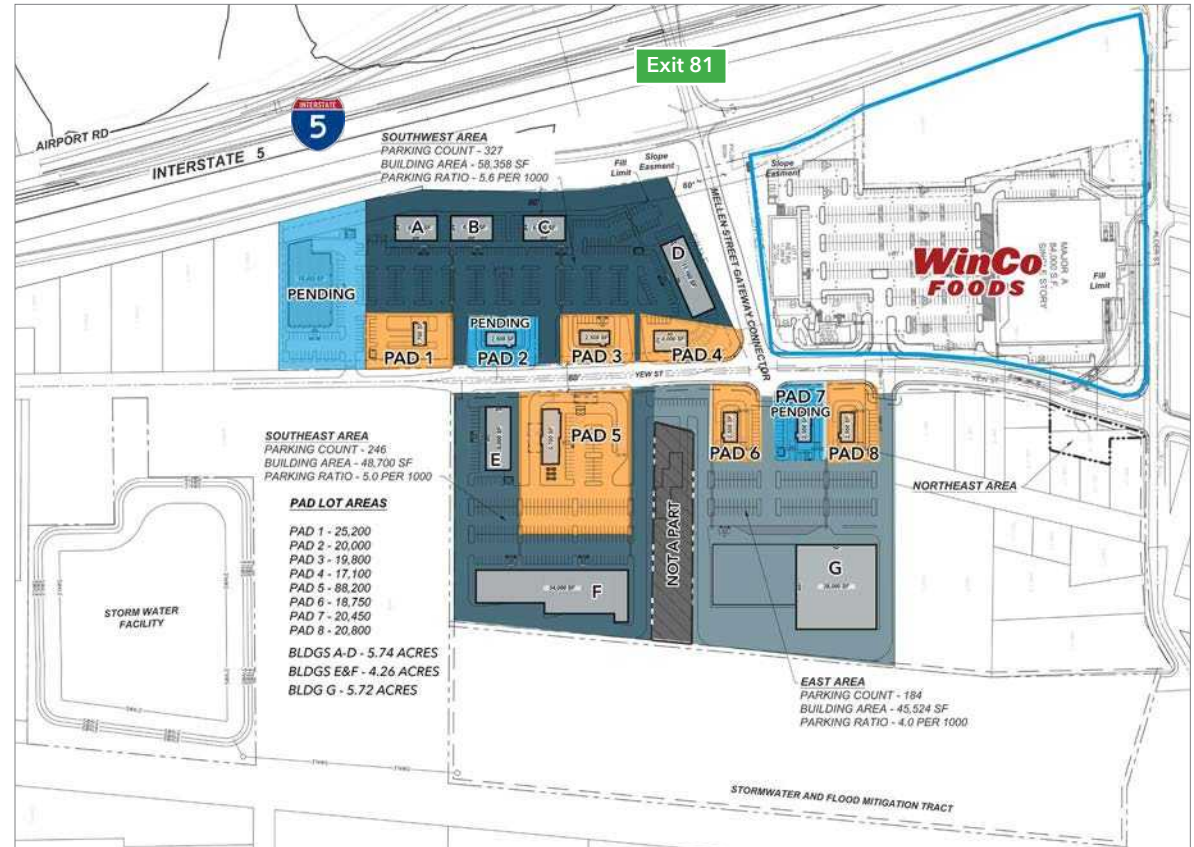 Exit 81
INTERSTATE
5
AIRPORT RD
INTERSTATE 5
SOUTHWEST AREA
PARKING COUNT - 327
BUILDING AREA - 58,358 SF
PARKING RATIO - 5.6 PER 1000
Fill
Limit
Slope
Easment
60'
MELLEN STREET GATEWAY CONNECTOR
Slope
Easment
WinCo
FOODS
MAJOR A
84,000 S.F.
SINGLE STORY
Fill
Limit
A
B
C
D
PENDING
PAD 1
PENDING
PAD 2
PAD 3
PAD 4
60'
YEW ST
YEW ST
E
PAD 5
PAD 6
PAD 7
PENDING
PAD 8
NORTHEAST AREA
SOUTHEAST AREA
PARKING COUNT - 246
BUILDING AREA - 48,700 SF
PARKING RATIO - 5.0 PER 1000
PAD LOT AREAS
PAD 1 - 25,200
PAD 2 - 20,000
PAD 3 - 19,800
PAD 4 - 17,100
PAD 5 - 88,200
PAD 6 - 18,750
PAD 7 - 20,450
PAD 8 - 20,800
BLDGS A-D - 5.74 ACRES
BLDGS E&F - 4.26 ACRES
BLDG G - 5.72 ACRES
NOT A PART
F
G
STORM WATER
FACILITY
EAST AREA
PARKING COUNT - 184
BUILDING AREA - 45,524 SF
PARKING RATIO - 4.0 PER 1000
STORMWATER AND FLOOD MITIGATION TRACT